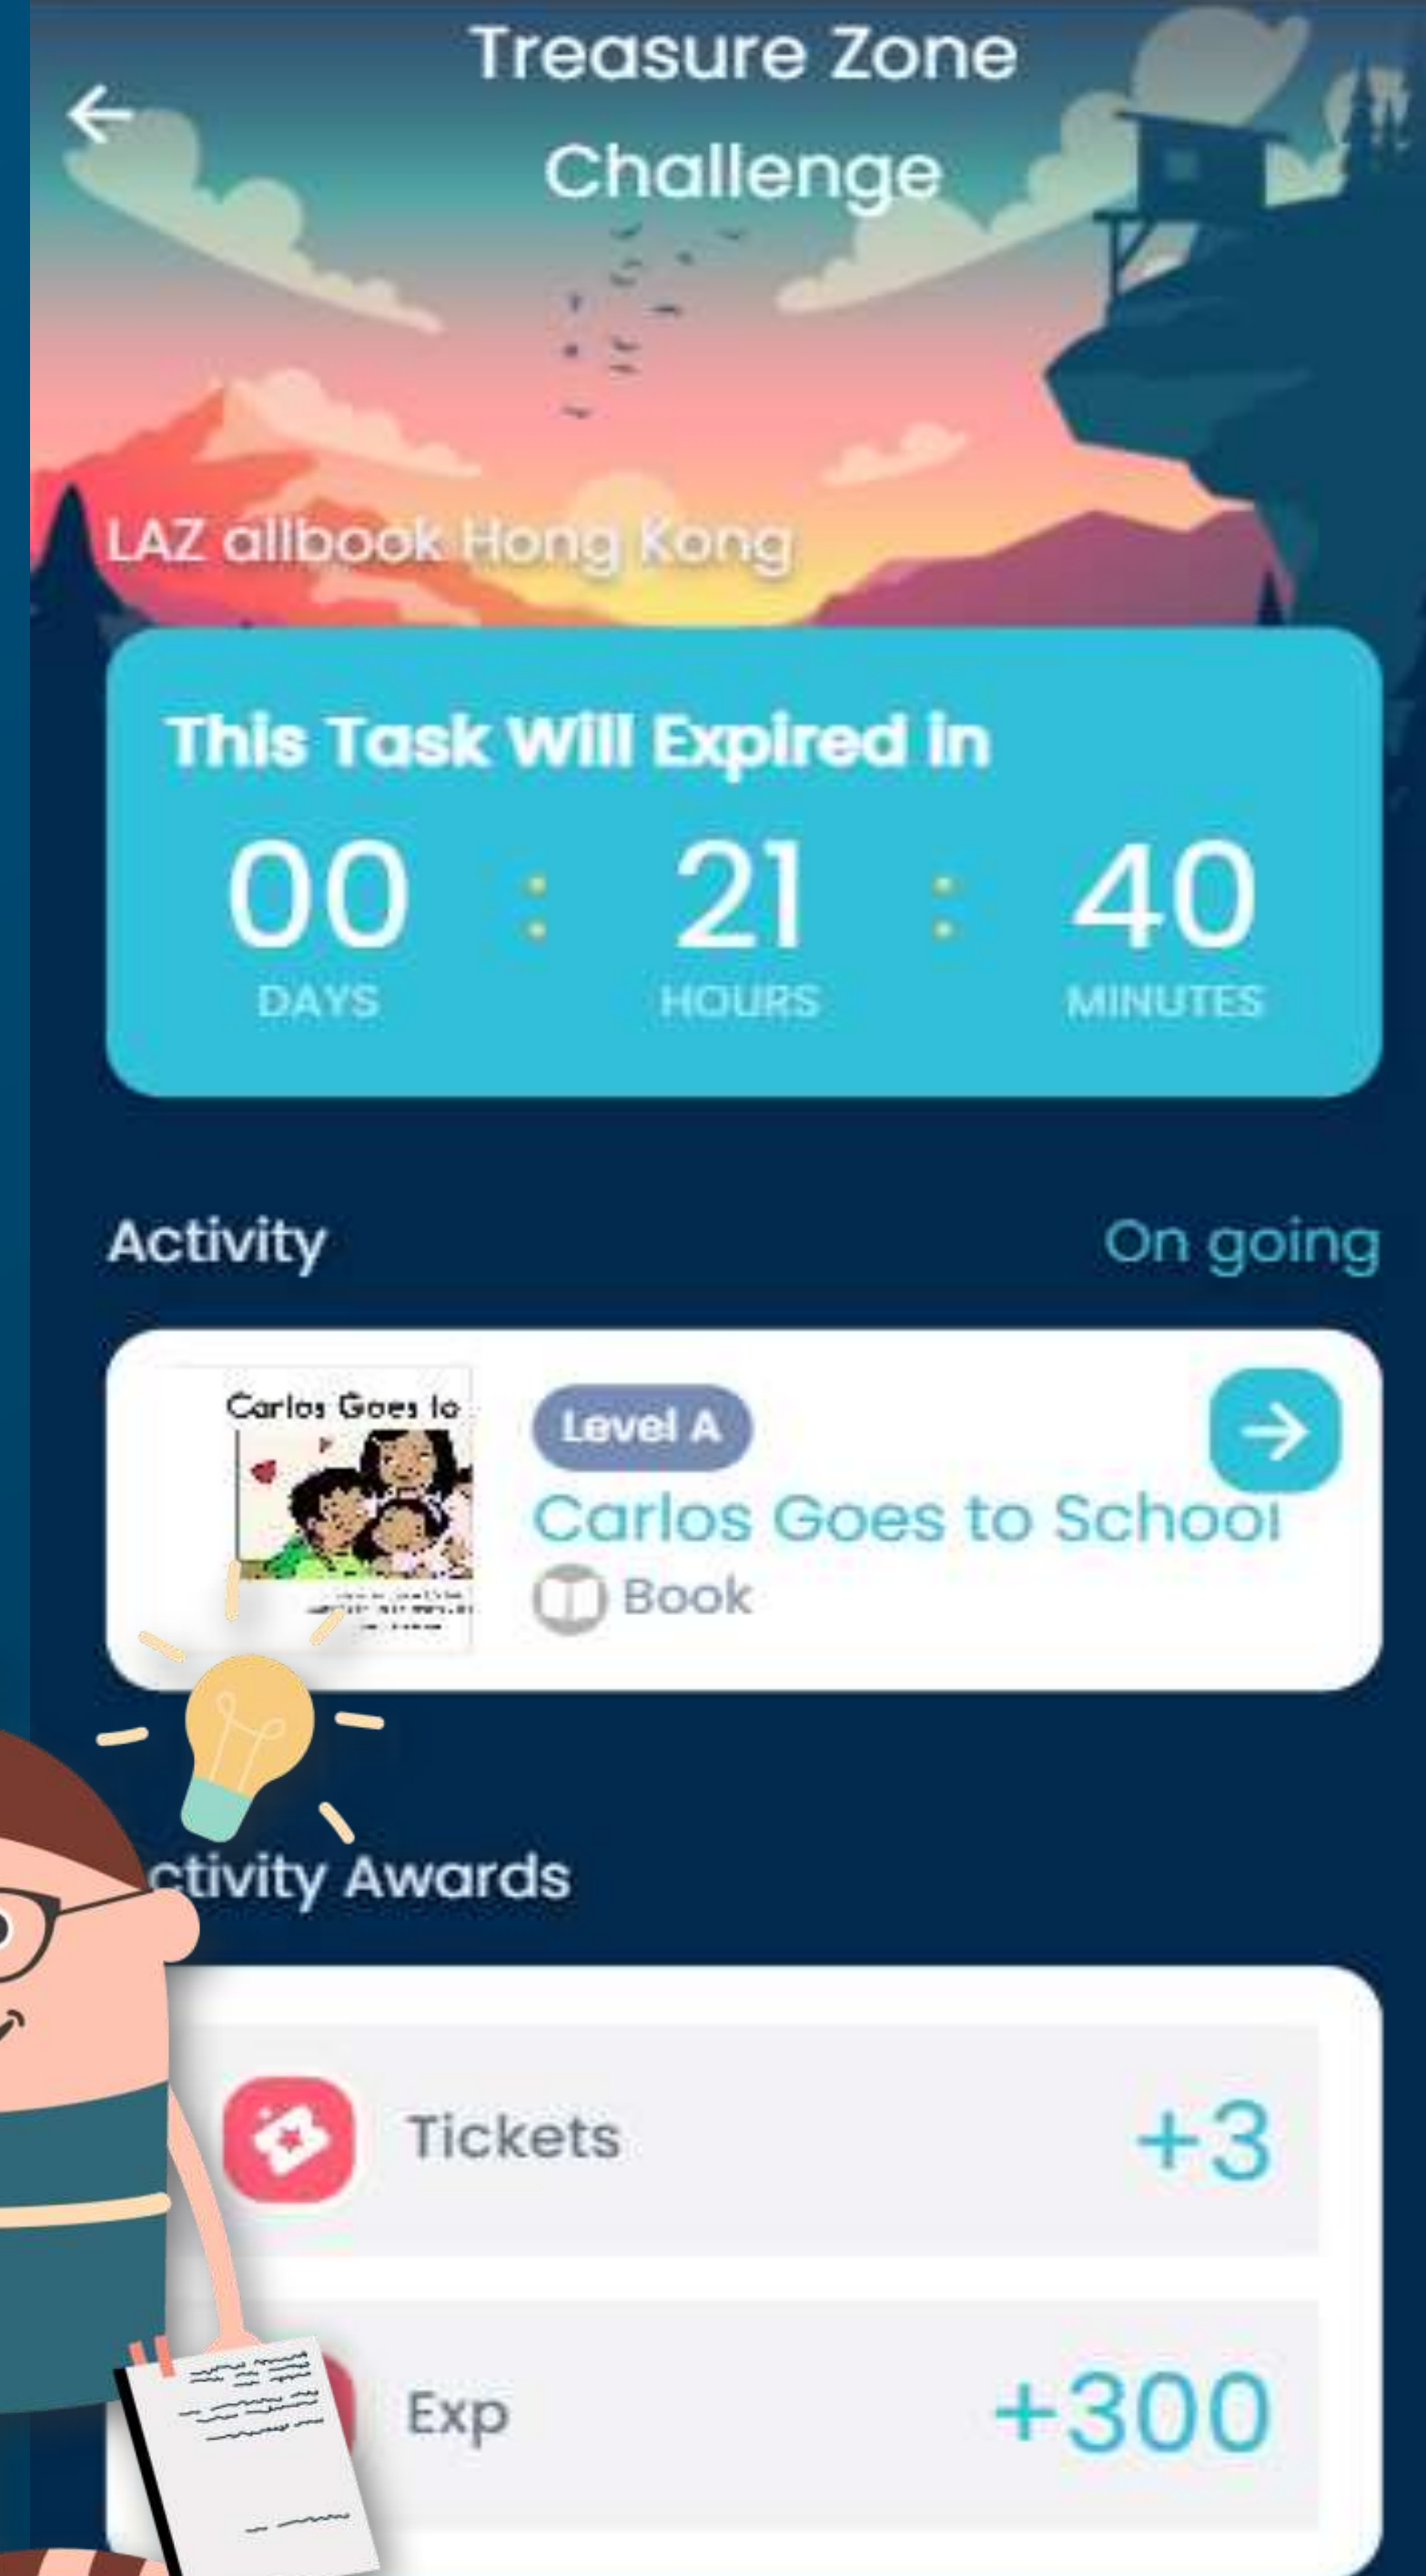 Treasure Zone
Challenge
LAZ allbook Hong Kong
This Task Will Expired in
00 : 21 : 40
DAYS HOURS MINUTES
Activity On going
Carlos Goes to
Level A
Carlos Goes to School
Book
ctivity Awards
Tickets +3
Exp +300